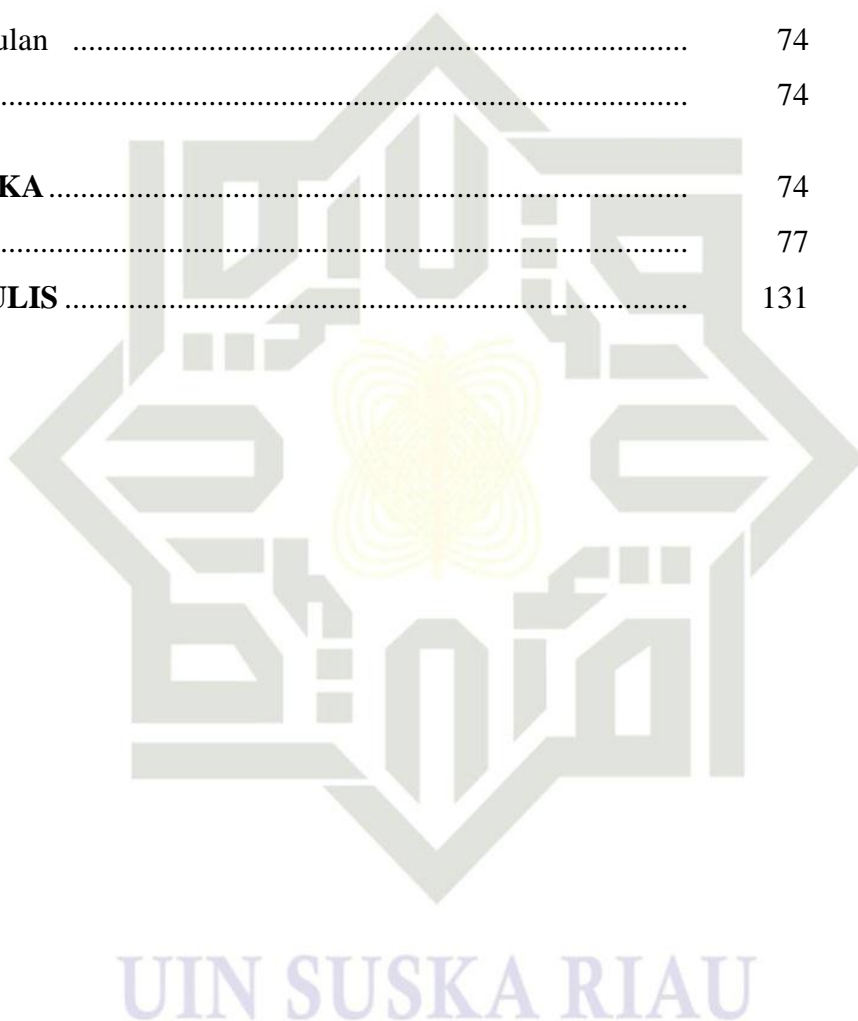 ulan ........................................................................... 74
..................................................................................... 74
KA ............................................................................... 74
..................................................................................... 77
ULIS ............................................................................. 131
UIN SUSKA RIAU